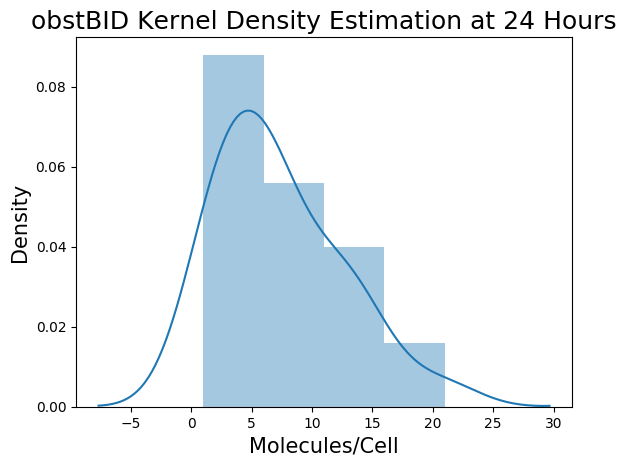 obstBID Kernel Density Estimation at 24 Hours
Density
0.08
0.06
0.04
0.02
0.00
−5 0 5 10 15 20 25 30
Molecules/Cell